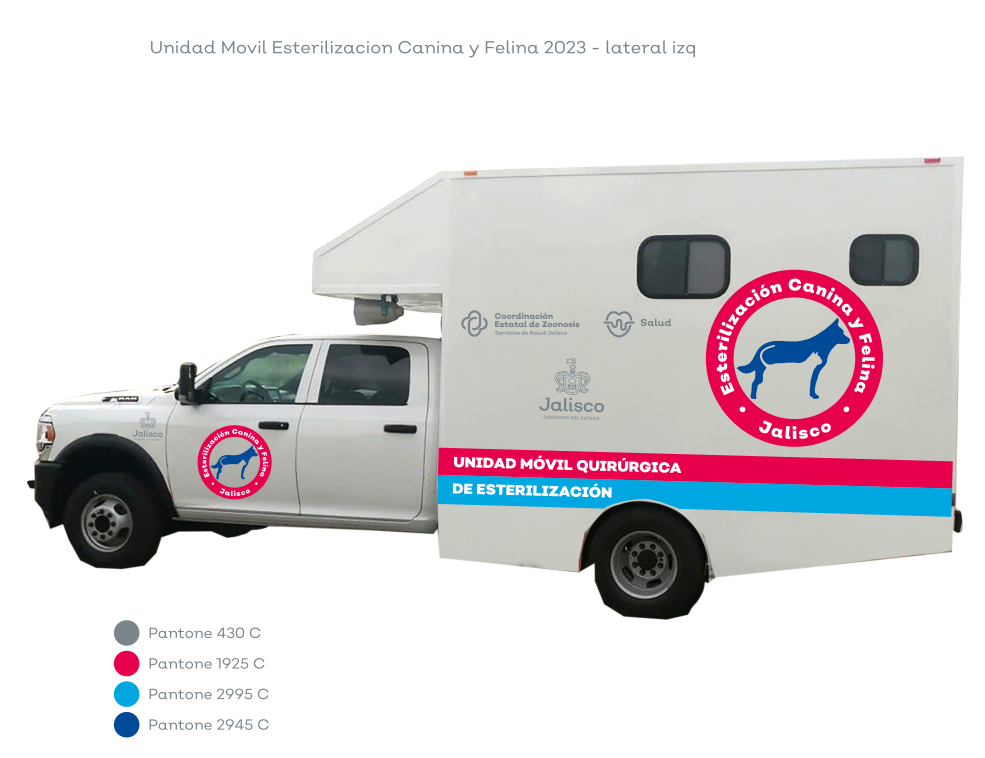 Unidad Movil Esterilizacion Canina y Felina 2023 - lateral izq
Coordinación
Estatal de Zoonosis
Servicios de Salud Jalisco
Salud
Jalisco
GOBIERNO DEL ESTADO
Esterilización Canina y Felina
Jalisco
RAM
Jalisco
Esterilización Canina y Felina
Jalisco
UNIDAD MÓVIL QUIRÚRGICA
DE ESTERILIZACIÓN
Pantone 430 C
Pantone 1925 C
Pantone 2995 C
Pantone 2945 C